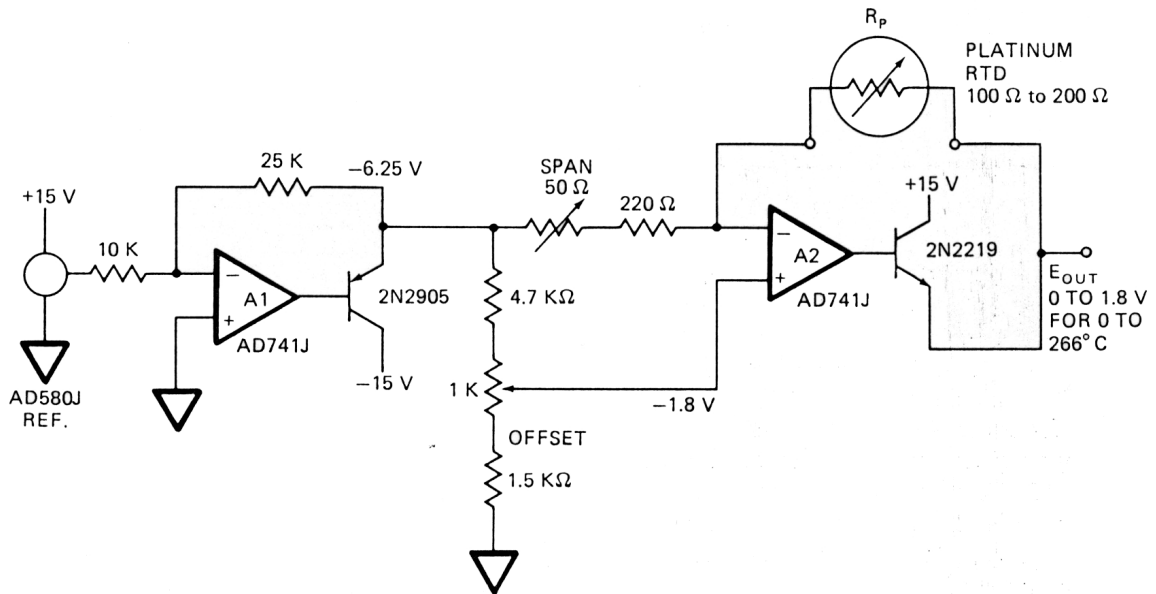 R_P
PLATINUM
RTD
100 Ω to 200 Ω
25 K
−6.25 V
SPAN
50 Ω
220 Ω
+15 V
+15 V
10 K
−
A1
+
AD741J
2N2905
−15 V
4.7 KΩ
−
A2
+
AD741J
2N2219
E_OUT
0 TO 1.8 V
FOR 0 TO
266° C
AD580J
REF.
1 K
−1.8 V
OFFSET
1.5 KΩ